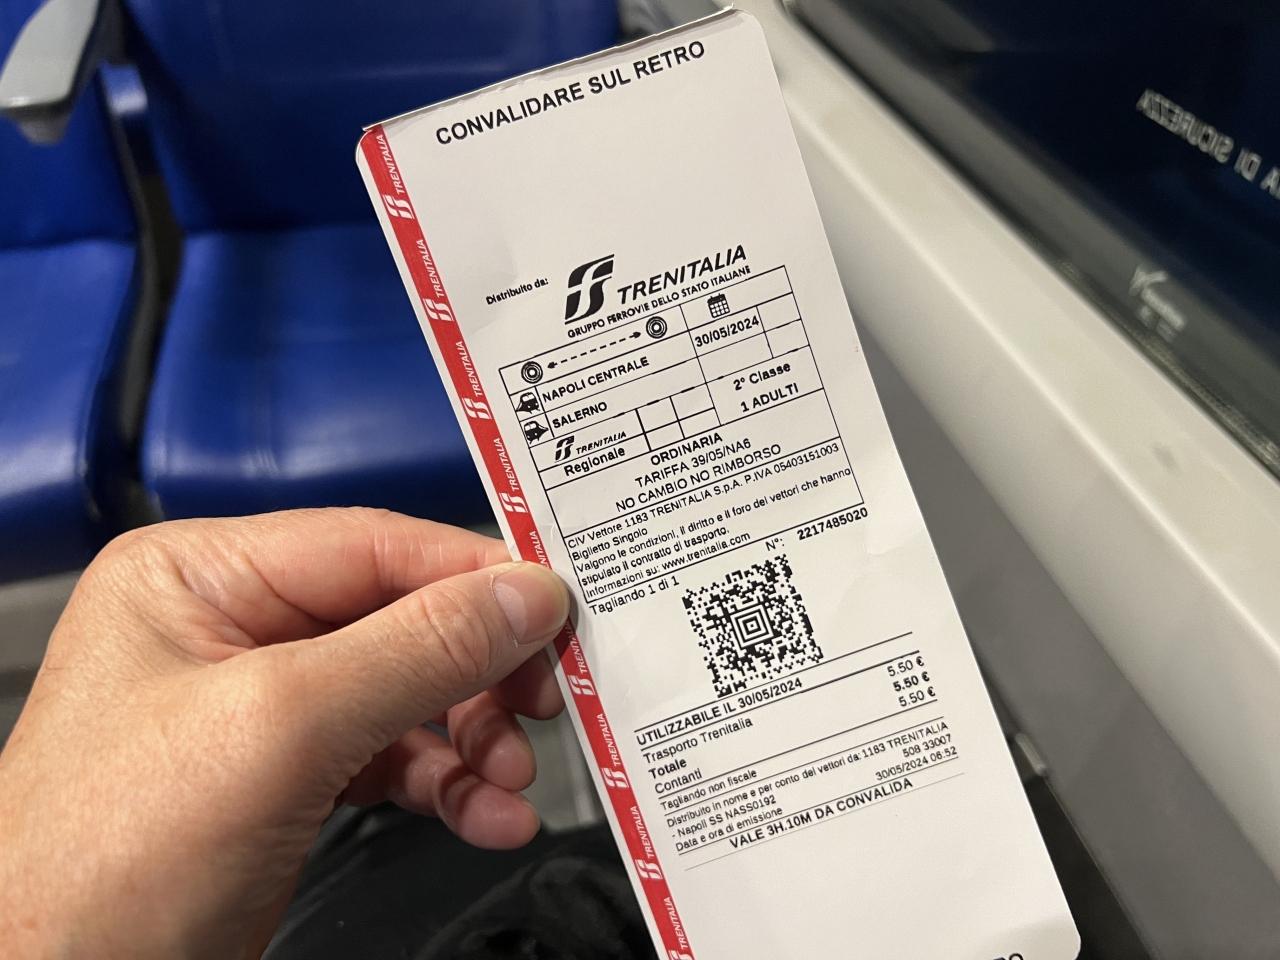 CONVALIDARE SUL RETRO
Distribuito da:
TRENITALIA
GRUPPO FERROVIE DELLO STATO ITALIANE
NAPOLI CENTRALE
30/05/2024
SALERNO
2° Classe
1 ADULTI
TRENITALIA
Regionale
ORDINARIA
TARIFFA 39/05/NA6
NO CAMBIO NO RIMBORSO
CIV Vettore 1183 TRENITALIA S.p.A. P.IVA 05403151003
Biglietto Singolo
Valgono le condizioni, il diritto e il foro dei vettori che hanno
stipulato il contratto di trasporto.
Informazioni su: www.trenitalia.com
N°: 2217485020
Tagliando 1 di 1
UTILIZZABILE IL 30/05/2024
Trasporto Trenitalia 5.50 €
Totale 5.50 €
Contanti 5.50 €
Tagliando non fiscale
Distribuito in nome e per conto dei vettori da: 1183 TRENITALIA
- Napoli SS NASS0192 508 33007
Data e ora di emissione 30/05/2024 06:52
VALE 3H.10M DA CONVALIDA
TRENITALIA
TRENITALIA
TRENITALIA
TRENITALIA
TRENITALIA
TRENITALIA
TRENITALIA
TRENITALIA
DI SICUREZZA